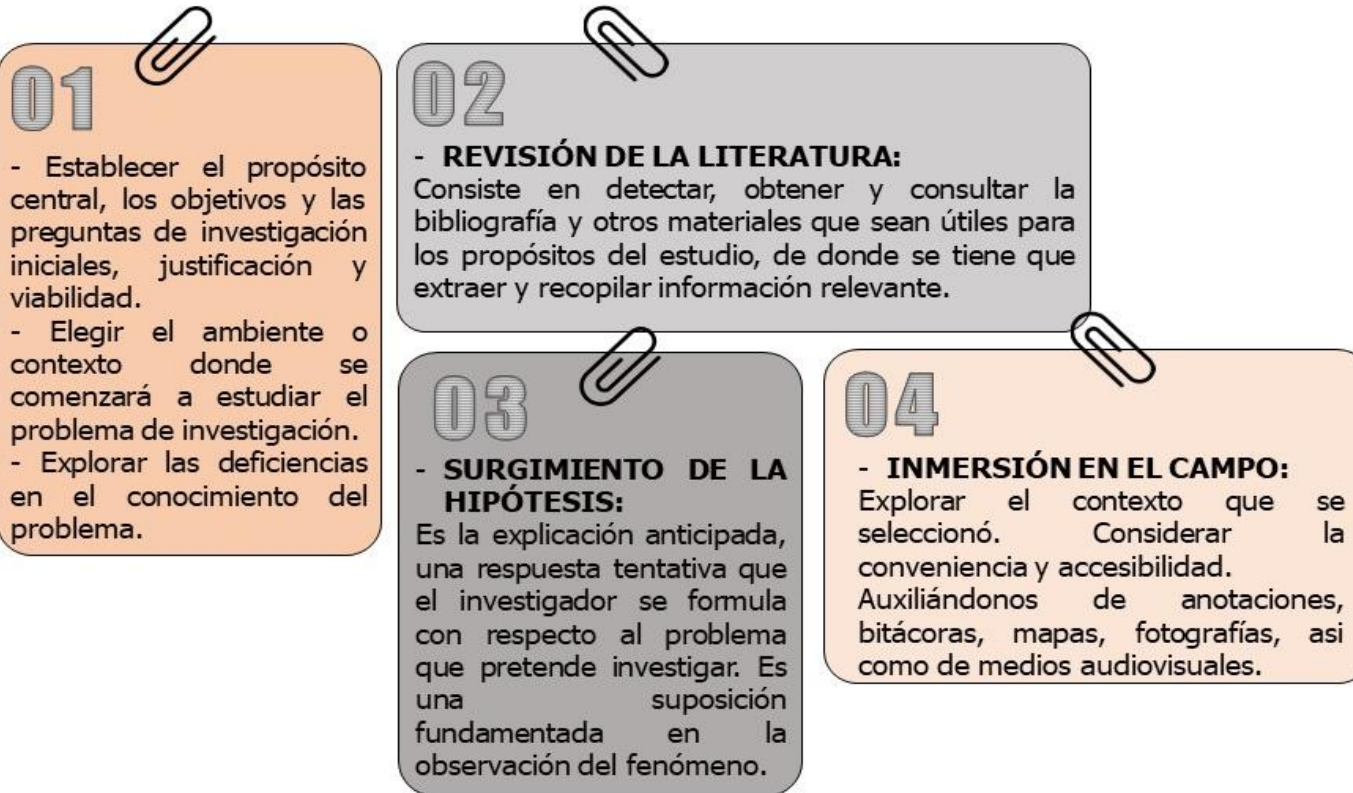 01
- Establecer el propósito
central, los objetivos y las
preguntas de investigación
iniciales, justificación y
viabilidad.
- Elegir el ambiente o
contexto donde se
comenzará a estudiar el
problema de investigación.
- Explorar las deficiencias
en el conocimiento del
problema.
02
- REVISIÓN DE LA LITERATURA:
Consiste en detectar, obtener y consultar la
bibliografía y otros materiales que sean útiles para
los propósitos del estudio, de donde se tiene que
extraer y recopilar información relevante.
03
- SURGIMIENTO DE LA
HIPÓTESIS:
Es la explicación anticipada,
una respuesta tentativa que
el investigador se formula
con respecto al problema
que pretende investigar. Es
una suposición
fundamentada en la
observación del fenómeno.
04
- INMERSIÓN EN EL CAMPO:
Explorar el contexto que se
seleccionó. Considerar la
conveniencia y accesibilidad.
Auxiliándonos de anotaciones,
bitácoras, mapas, fotografías, asi
como de medios audiovisuales.